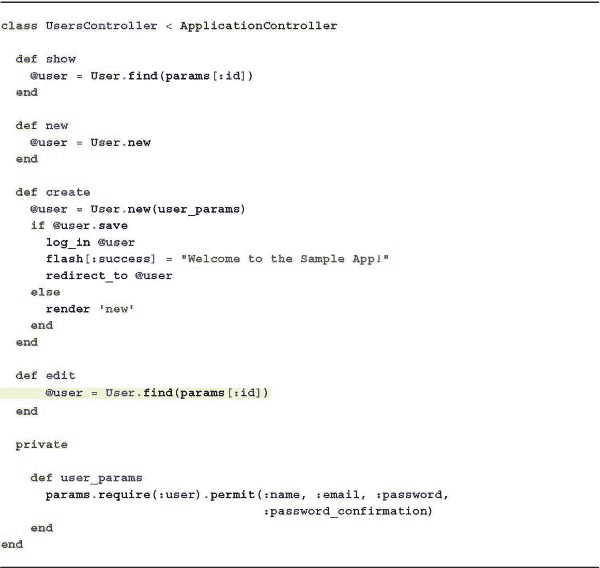 class UsersController < ApplicationController
def show
@user = User.find(params[:id])
end
def new
@user = User.new
end
def create
@user = User.new(user_params)
if @user.save
log_in @user
flash[:success] = "Welcome to the Sample App!"
redirect_to @user
else
render 'new'
end
end
def edit
@user = User.find(params[:id])
end
private
def user_params
params.require(:user).permit(:name, :email, :password,
:password_confirmation)
end
end